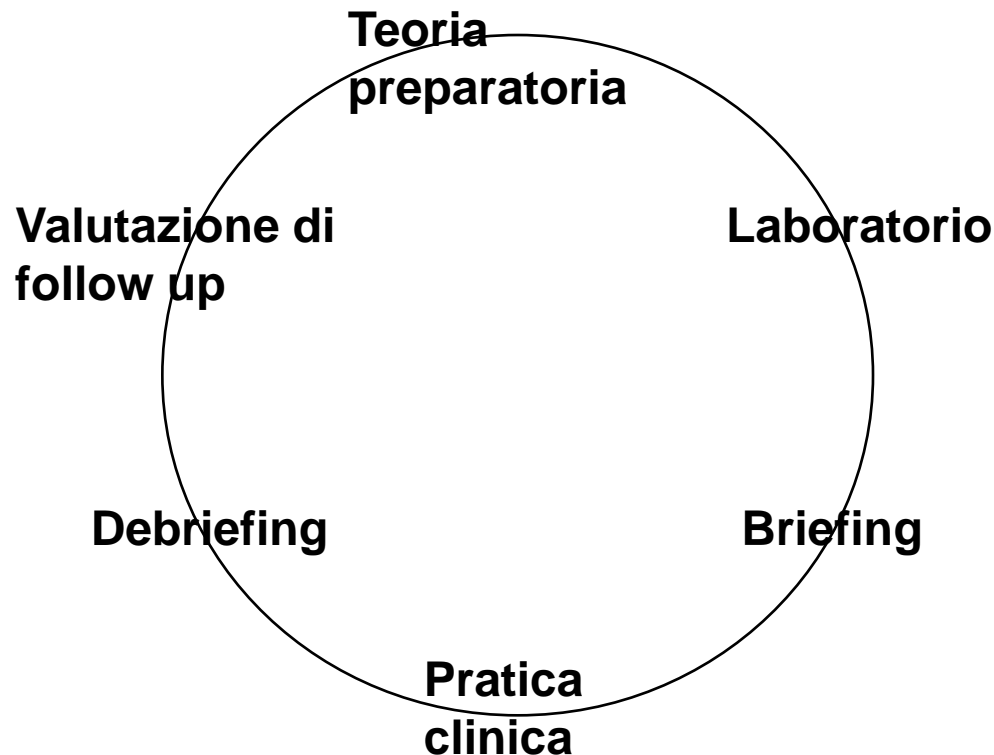 Teoria
preparatoria
Valutazione di
follow up
Laboratorio
Debriefing
Briefing
Pratica
clinica